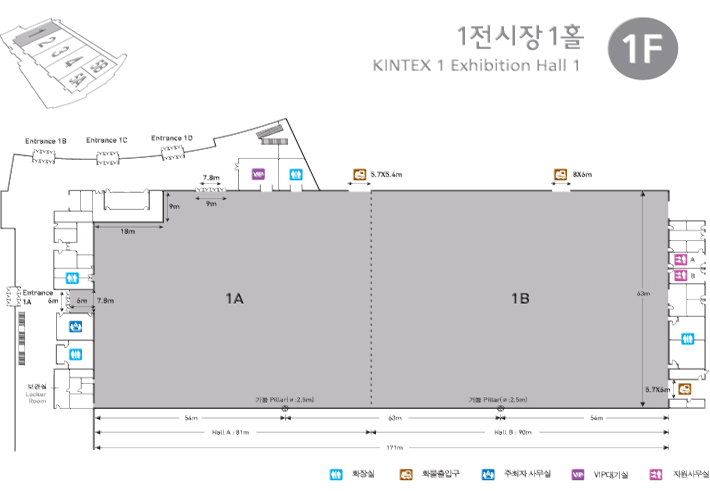 1전시장 1홀
KINTEX 1 Exhibition Hall 1
1F
1
2
3
4
5A
5B
Entrance 1B
Entrance 1C
Entrance 1D
7.8m
VIP
5.7X5.4m
8X6m
9m
9m
18m
Entrance
1A
6m
6m
7.8m
1A
1B
63m
A
B
5.7X6m
보관실
Locker
Room
기둥 Pillar(ø:2.5m)
기둥 Pillar(ø:2.5m)
54m
63m
54m
Hall A : 81m
Hall B : 90m
171m
화장실
화물출입구
주최자 사무실
VIP
VIP대기실
지원사무실